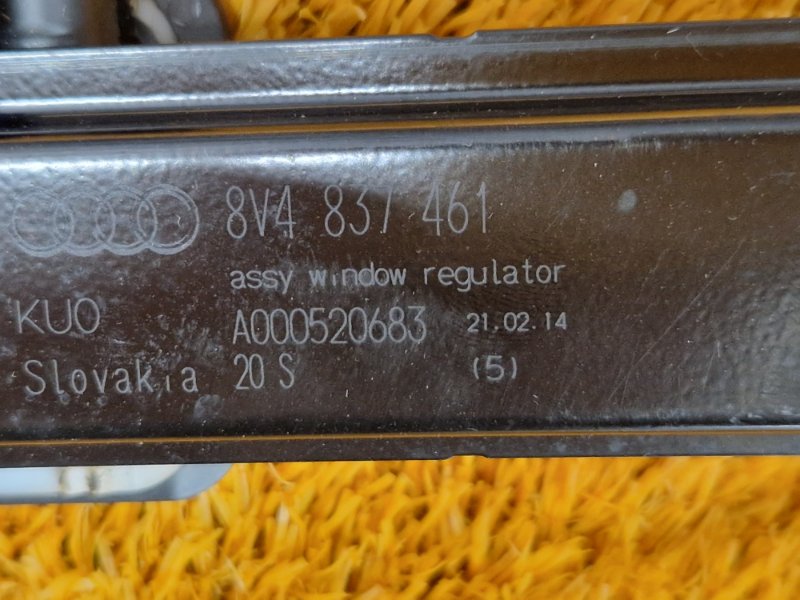 8V4 837 461
assy window regulator
KUO A000520683 21.02.14
Slovakia 20 S (5)